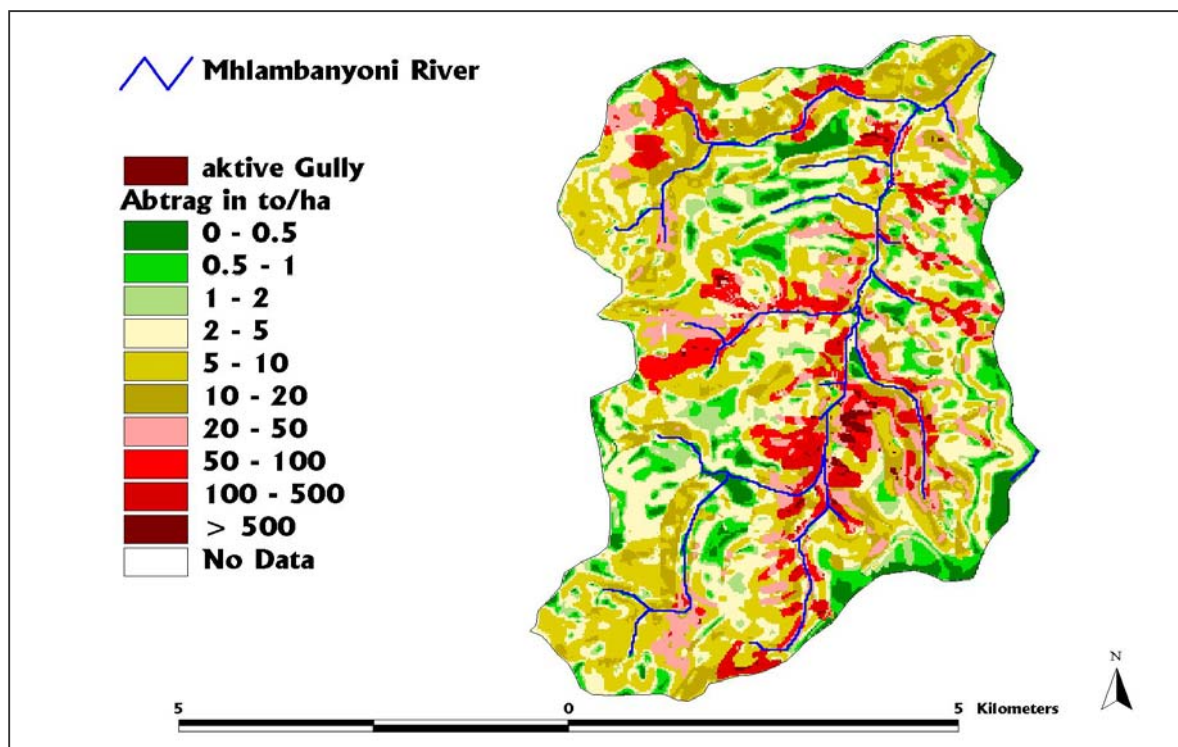 Mhlambanyoni River
aktive Gully
Abtrag in to/ha
0 - 0.5
0.5 - 1
1 - 2
2 - 5
5 - 10
10 - 20
20 - 50
50 - 100
100 - 500
> 500
No Data
N
5 0 5 Kilometers